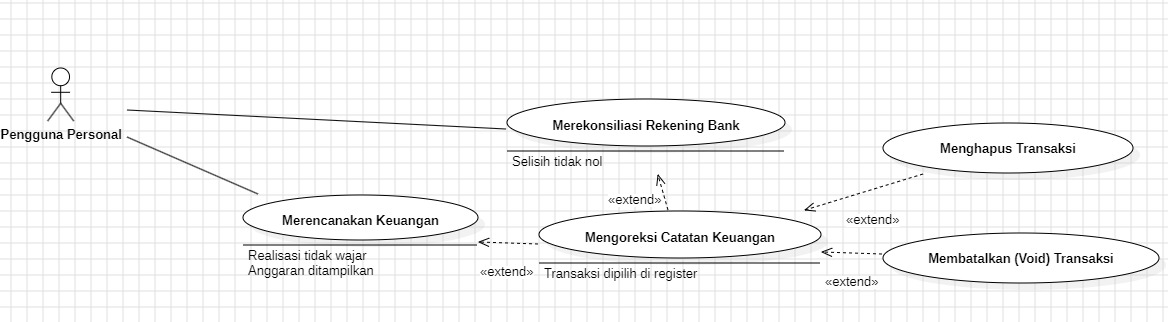 Pengguna Personal
Merekonsiliasi Rekening Bank
Selisih tidak nol
Menghapus Transaksi
«extend»
«extend»
Merencanakan Keuangan
Mengoreksi Catatan Keuangan
Realisasi tidak wajar
Anggaran ditampilkan
«extend»
Transaksi dipilih di register
Membatalkan (Void) Transaksi
«extend»